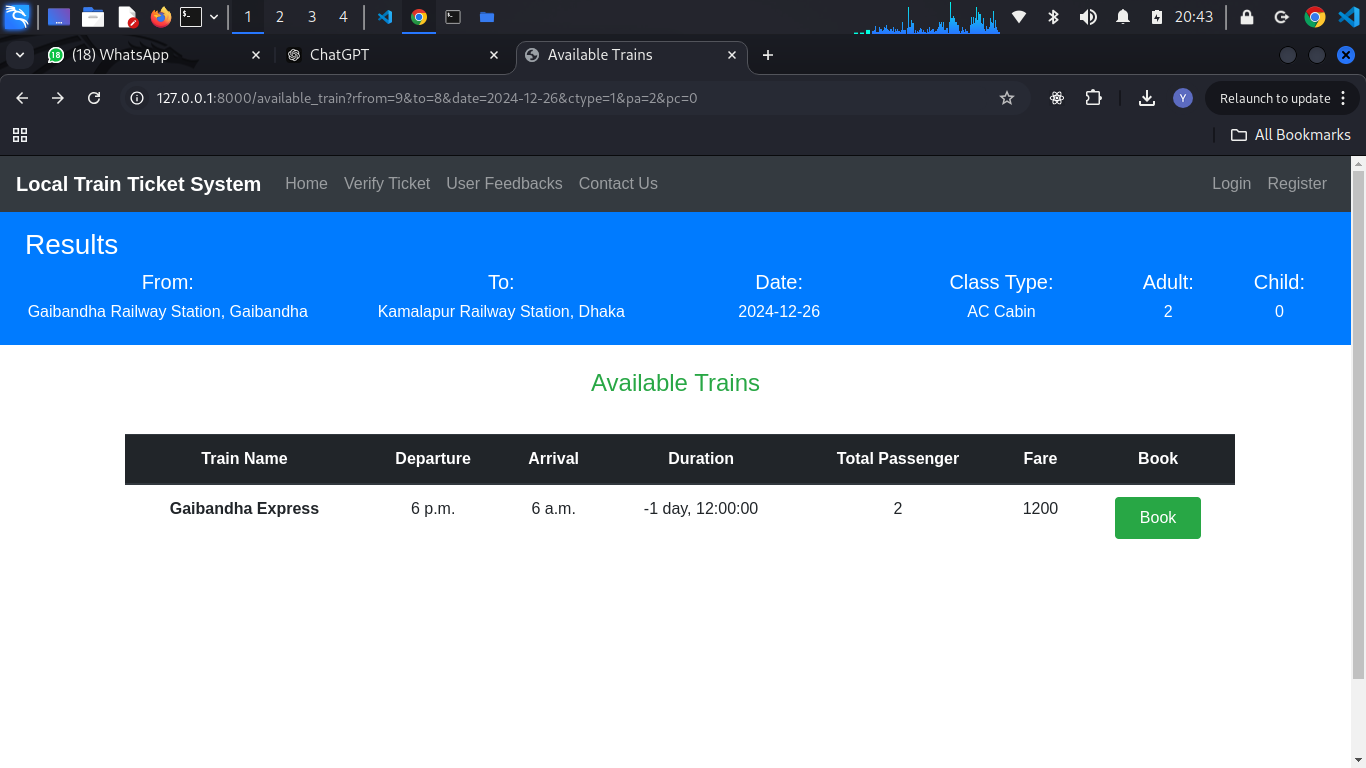 1 2 3 4 20:43
(18) WhatsApp ChatGPT Available Trains
127.0.0.1:8000/available_train?rfrom=9&to=8&date=2024-12-26&ctype=1&pa=2&pc=0 Y Relaunch to update
All Bookmarks
Local Train Ticket System Home Verify Ticket User Feedbacks Contact Us Login Register
Results
From: To: Date: Class Type: Adult: Child:
Gaibandha Railway Station, Gaibandha Kamalapur Railway Station, Dhaka 2024-12-26 AC Cabin 2 0
Available Trains
Train Name Departure Arrival Duration Total Passenger Fare Book
Gaibandha Express 6 p.m. 6 a.m. -1 day, 12:00:00 2 1200 Book